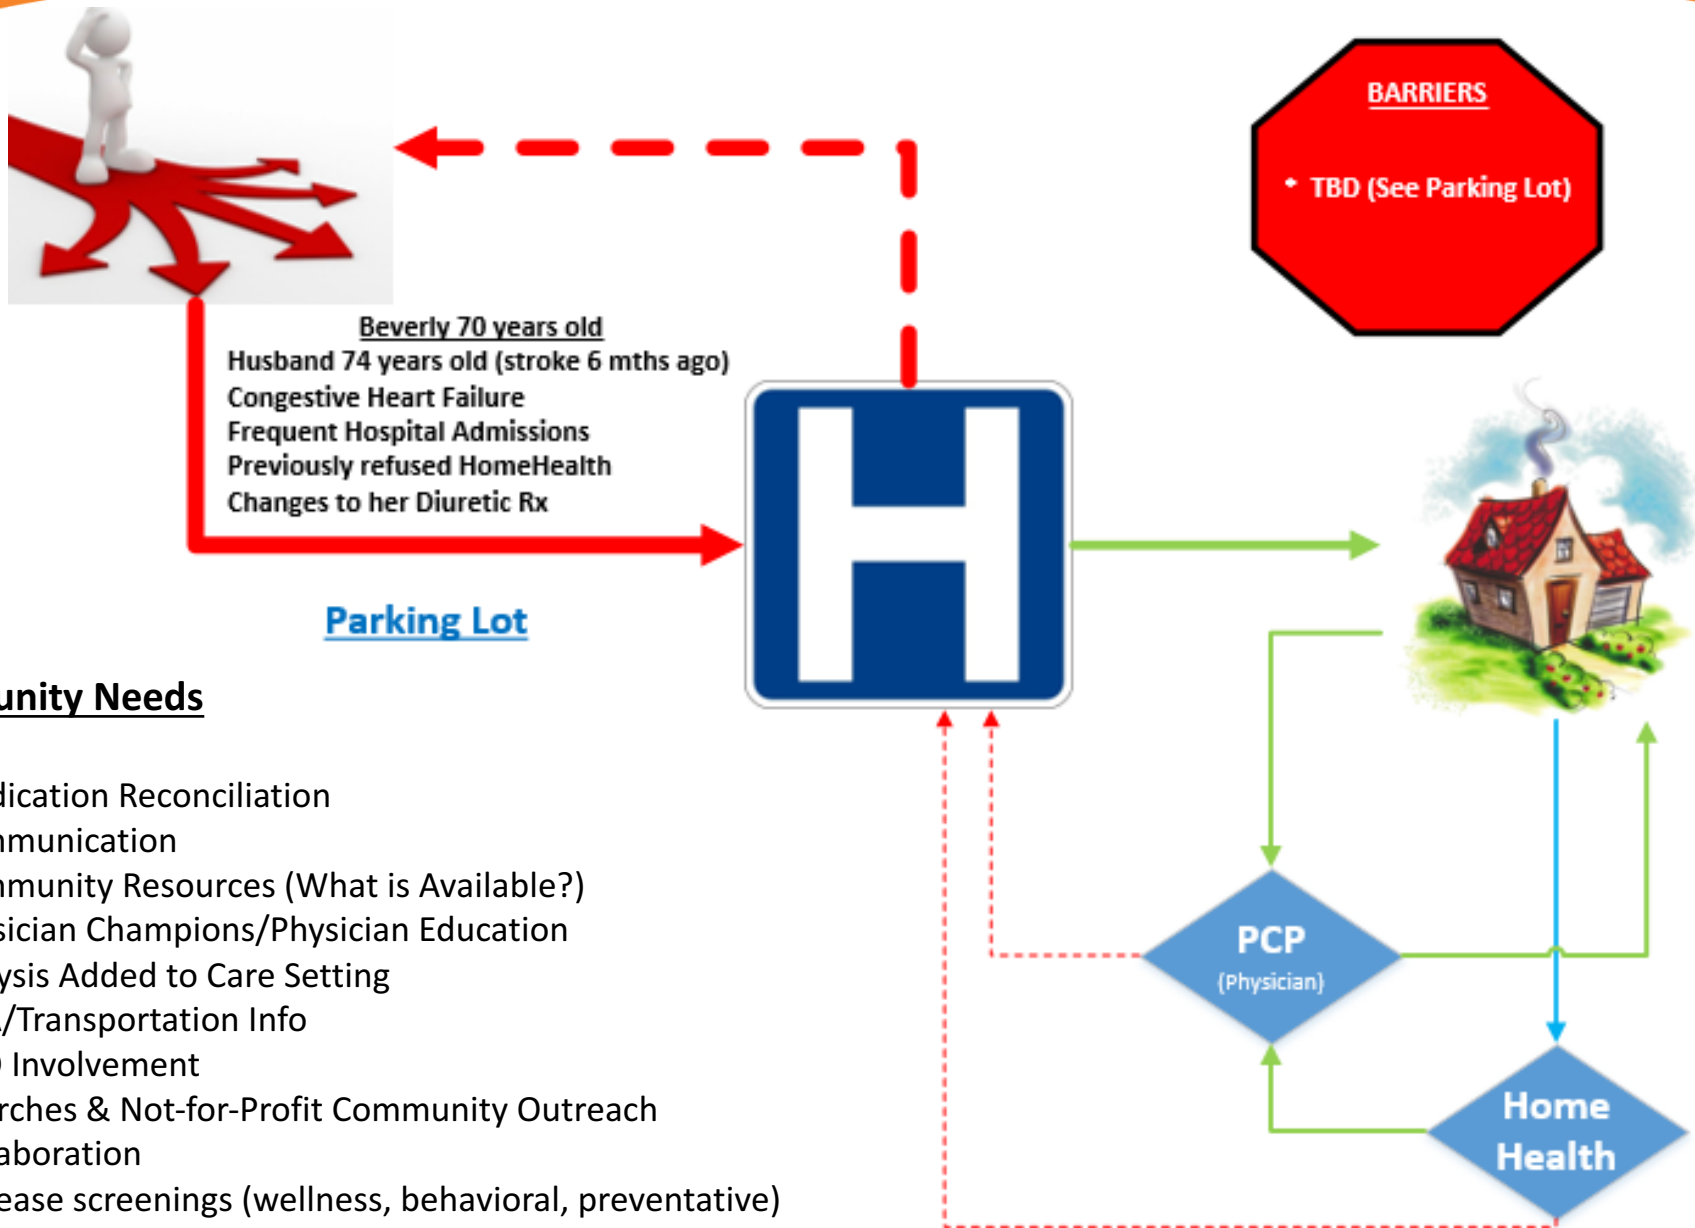 BARRIERS
* TBD (See Parking Lot)
Beverly 70 years old
Husband 74 years old (stroke 6 mths ago)
Congestive Heart Failure
Frequent Hospital Admissions
Previously refused HomeHealth
Changes to her Diuretic Rx
H
Parking Lot
unity Needs
dication Reconciliation
nmunication
nmunity Resources (What is Available?)
sician Champions/Physician Education
ysis Added to Care Setting
/Transportation Info
Involvement
rches & Not-for-Profit Community Outreach
aboration
ease screenings (wellness, behavioral, preventative)
PCP
(Physician)
Home
Health